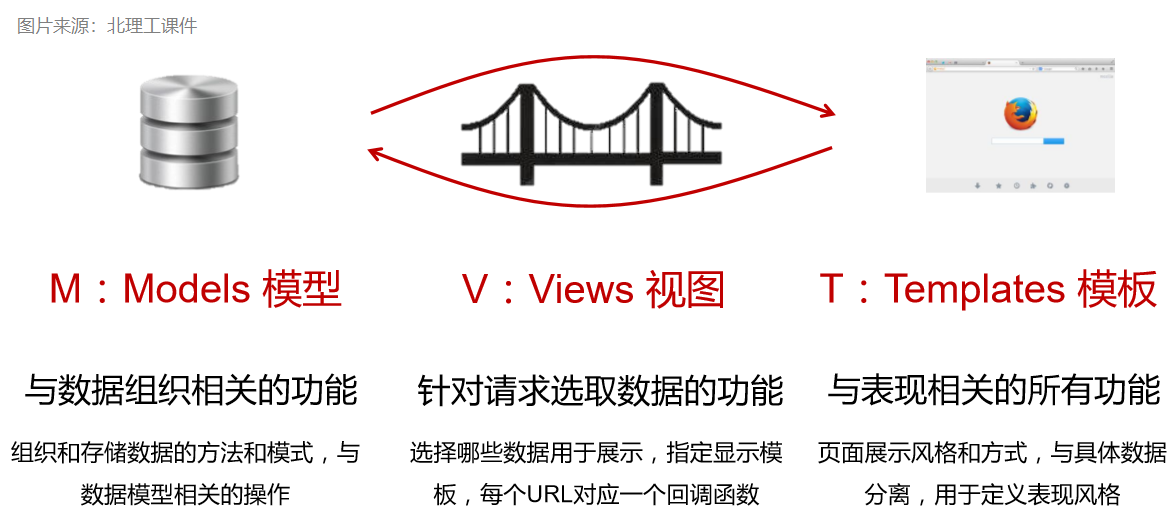 图片来源：北理工课件
M：Models 模型
V：Views 视图
T：Templates 模板
与数据组织相关的功能
针对请求选取数据的功能
与表现相关的所有功能
组织和存储数据的方法和模式，与
数据模型相关的操作
选择哪些数据用于展示，指定显示模
板，每个URL对应一个回调函数
页面展示风格和方式，与具体数据
分离，用于定义表现风格